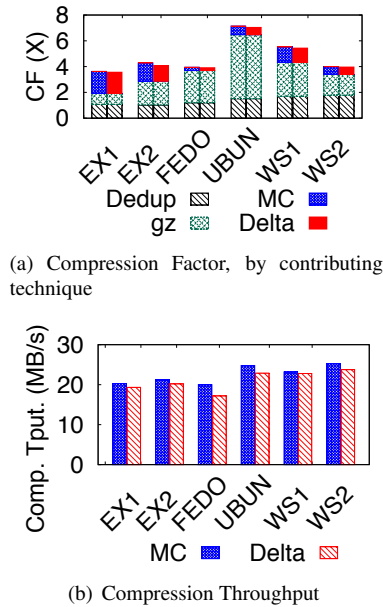 CF (X)
8
6
4
2
0
EX1
EX2
FEDO
UBUN
WS1
WS2
Dedup
MC
gz
Delta
(a) Compression Factor, by contributing
technique
Comp. Tput. (MB/s)
30
20
10
0
EX1
EX2
FEDO
UBUN
WS1
WS2
MC
Delta
(b) Compression Throughput